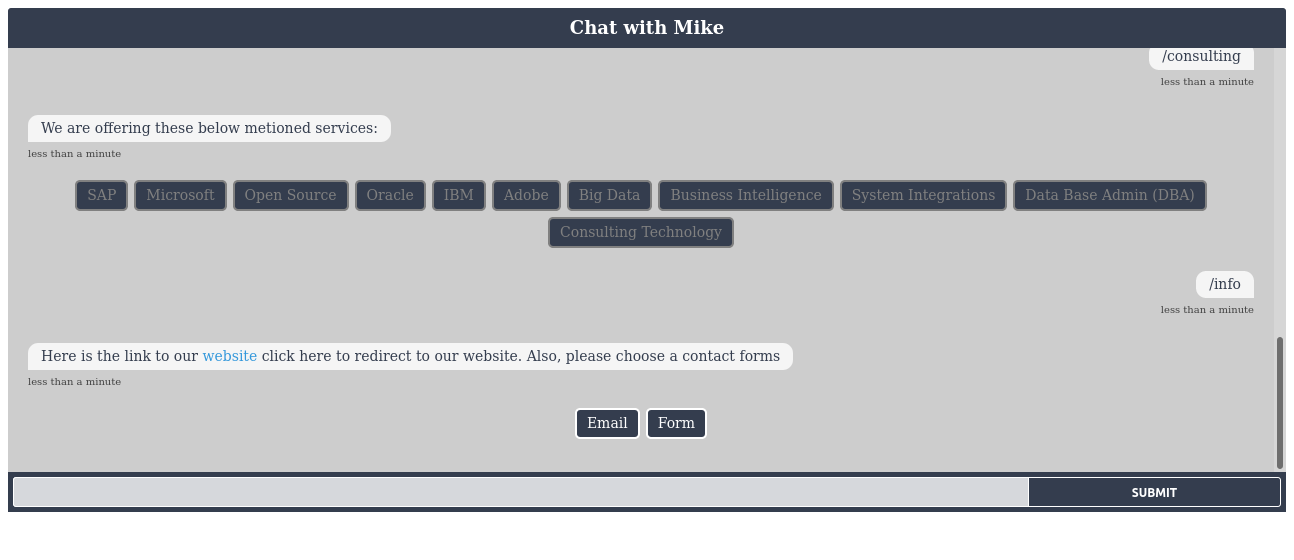 Chat with Mike
/consulting
less than a minute
We are offering these below metioned services:
less than a minute
SAP Microsoft Open Source Oracle IBM Adobe Big Data Business Intelligence System Integrations Data Base Admin (DBA)
Consulting Technology
/info
less than a minute
Here is the link to our website click here to redirect to our website. Also, please choose a contact forms
less than a minute
Email Form
SUBMIT